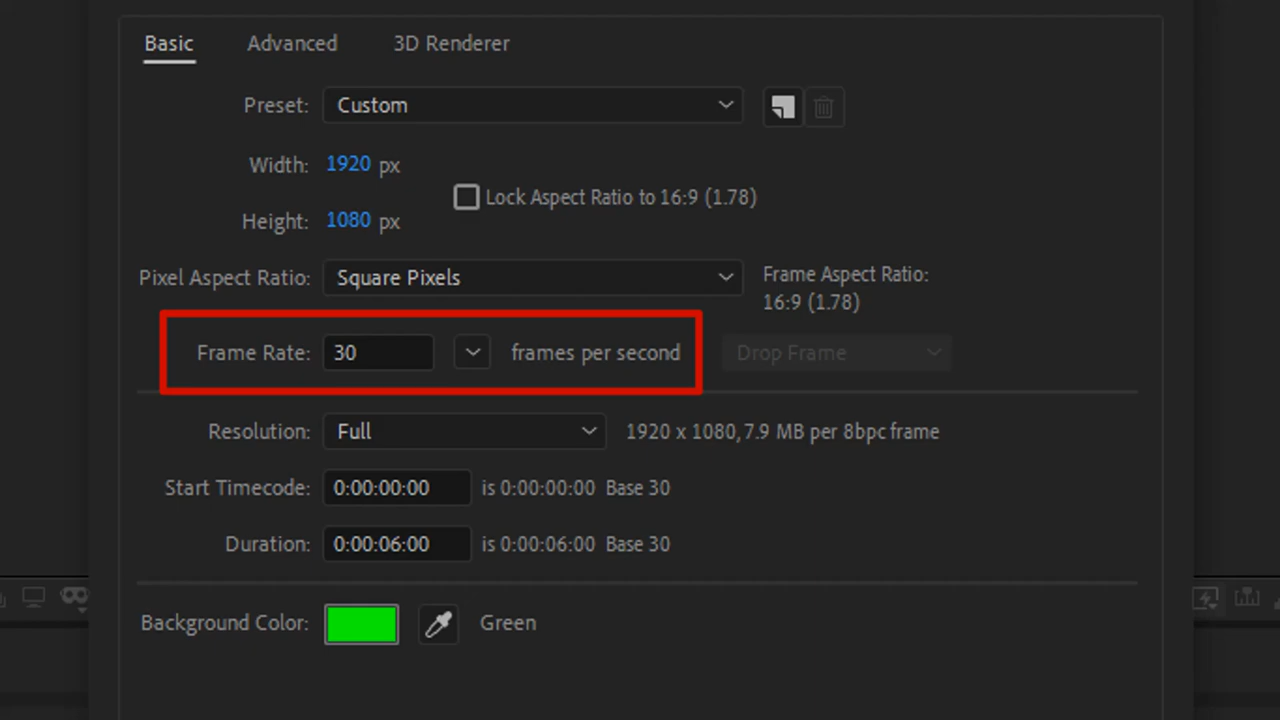 Basic Advanced 3D Renderer
Preset: Custom
Width: 1920 px
Lock Aspect Ratio to 16:9 (1.78)
Height: 1080 px
Pixel Aspect Ratio: Square Pixels
Frame Aspect Ratio:
16:9 (1.78)
Frame Rate: 30 frames per second Drop Frame
Resolution: Full 1920 x 1080, 7.9 MB per 8bpc frame
Start Timecode: 0:00:00:00 is 0:00:00:00 Base 30
Duration: 0:00:06:00 is 0:00:06:00 Base 30
Background Color: Green